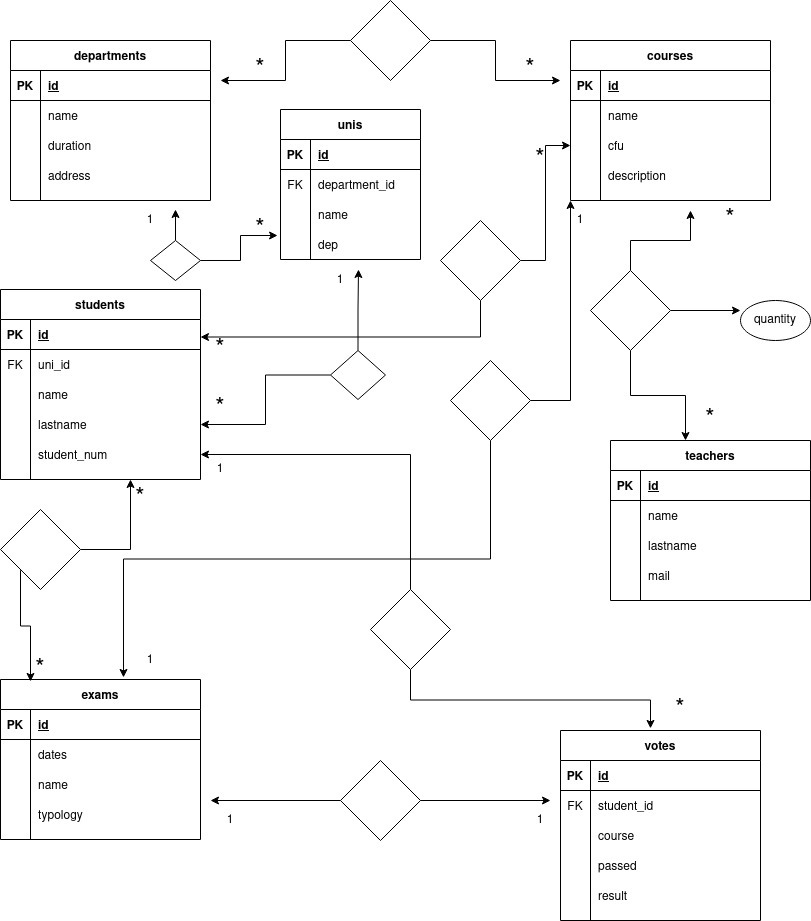 departments
PK id
name
duration
address
*
*
courses
PK id
name
cfu
description
unis
PK id
FK department_id
name
dep
1
*
*
1
*
1
students
PK id
FK uni_id
name
lastname
student_num
*
*
1
*
quantity
*
teachers
PK id
name
lastname
mail
*
1
exams
PK id
dates
name
typology
*
votes
PK id
FK student_id
course
passed
result
1
1